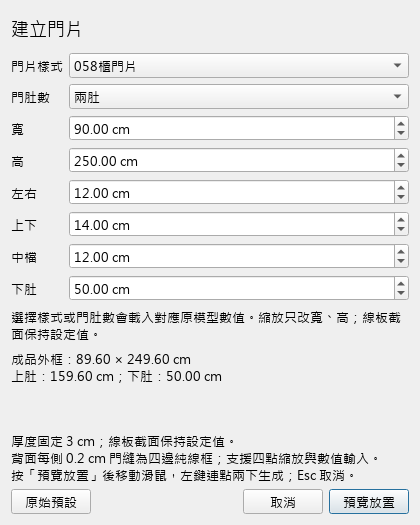 建立門片
門片樣式 058櫃門片
門肚數 兩肚
寬 90.00 cm
高 250.00 cm
左右 12.00 cm
上下 14.00 cm
中檔 12.00 cm
下肚 50.00 cm
選擇樣式或門肚數會載入對應原模型數值。縮放只改寬、高；線板截
面保持設定值。
成品外框：89.60 × 249.60 cm
上肚：159.60 cm；下肚：50.00 cm
厚度固定 3 cm；線板截面保持設定值。
背面每側 0.2 cm 門縫為四邊純線框；支援四點縮放與數值輸入。
按「預覽放置」後移動滑鼠，左鍵連點兩下生成；Esc 取消。
原始預設 取消 預覽放置